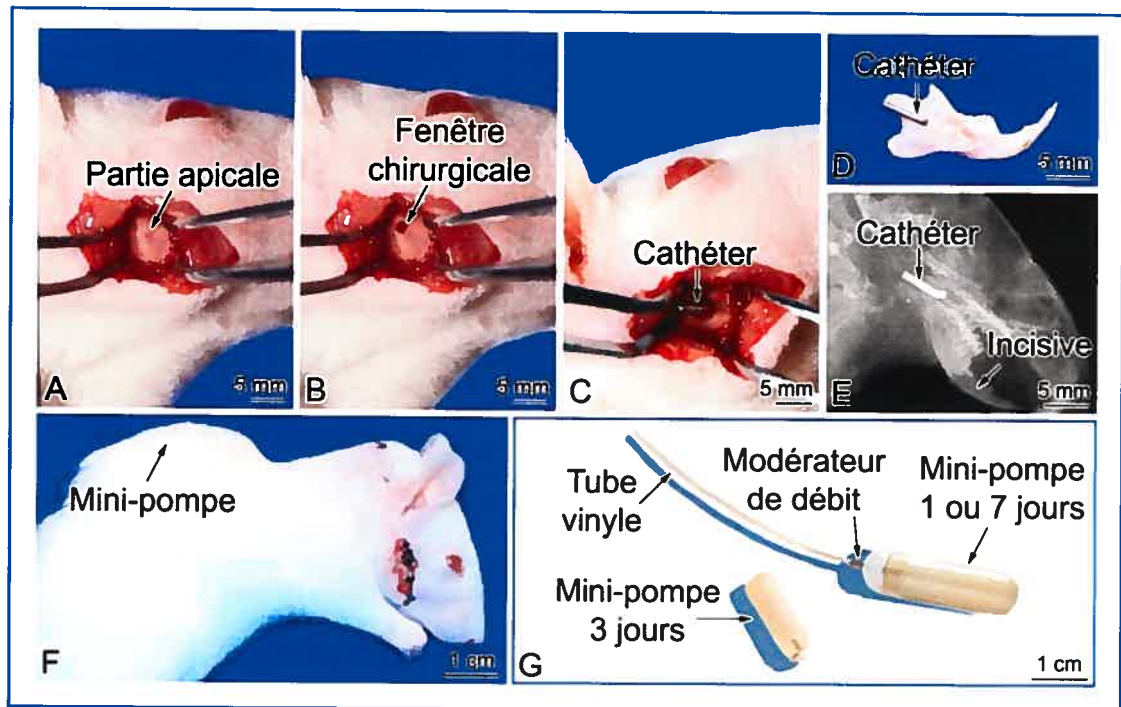 Partie apicale
5 mm
A
Fenêtre
chirurgicale
5 mm
B
Cathéter
5 mm
C
Cathéter
5 mm
D
Cathéter
Incisive
5 mm
E
Mini-pompe
1 cm
F
Tube
vinyle
Modérateur
de débit
Mini-pompe
1 ou 7 jours
Mini-pompe
3 jours
1 cm
G